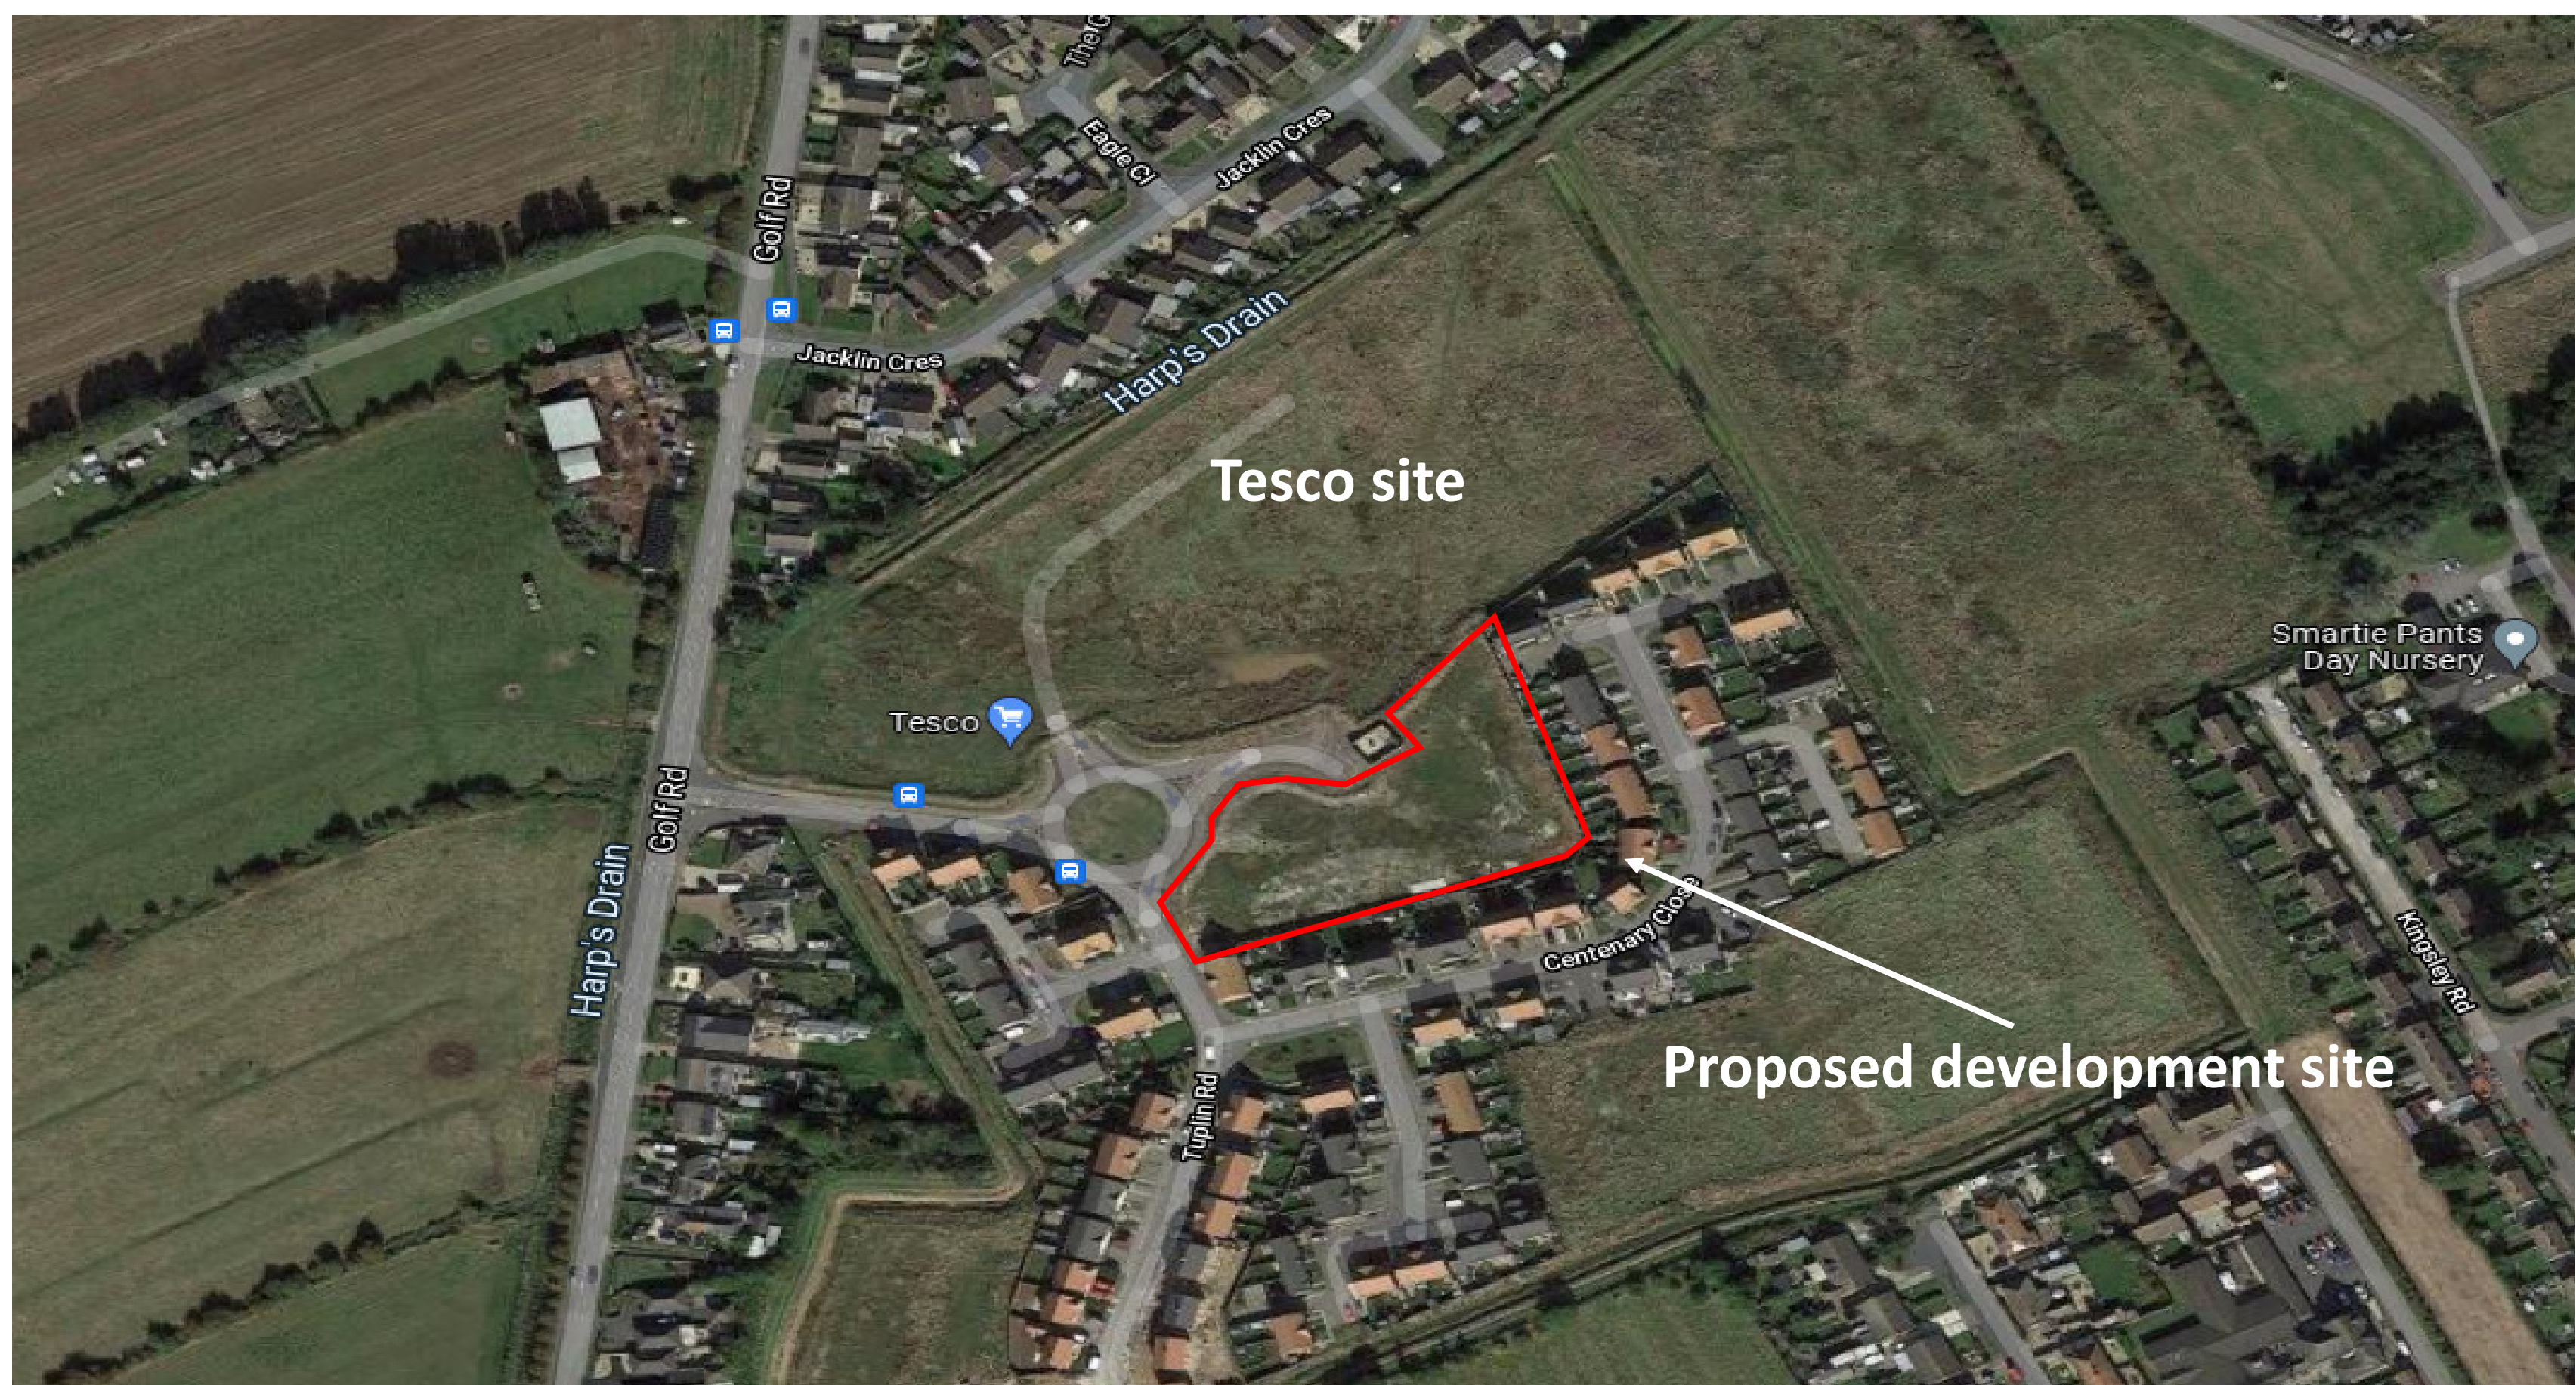 TherG
Eagle Cl
Jacklin Cres
Golf Rd
Jacklin Cres
Harp's Drain
Tesco site
Smartie Pants
Day Nursery
Tesco
Golf Rd
Harp's Drain
Centenary Close
Kingsley Rd
Proposed development site
Tuplin Rd